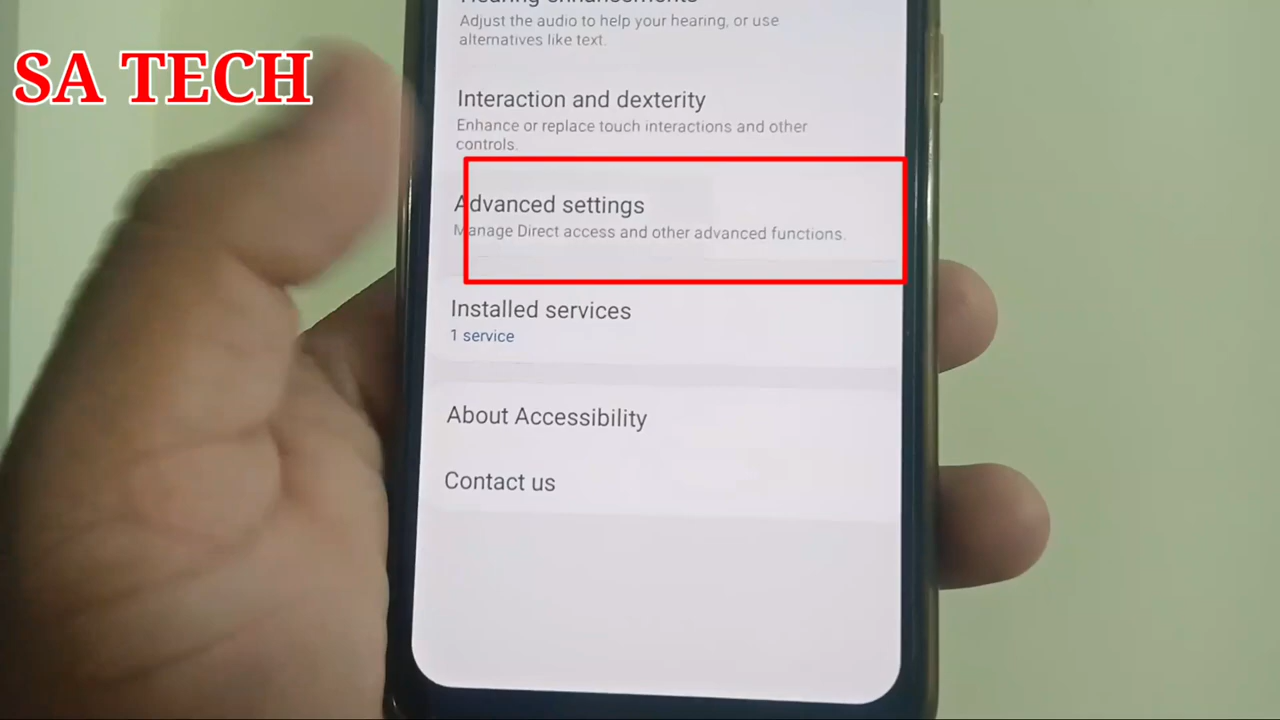 SA TECH
Hearing enhancements
Adjust the audio to help your hearing, or use
alternatives like text.
Interaction and dexterity
Enhance or replace touch interactions and other
controls.
Advanced settings
Manage Direct access and other advanced functions.
Installed services
1 service
About Accessibility
Contact us